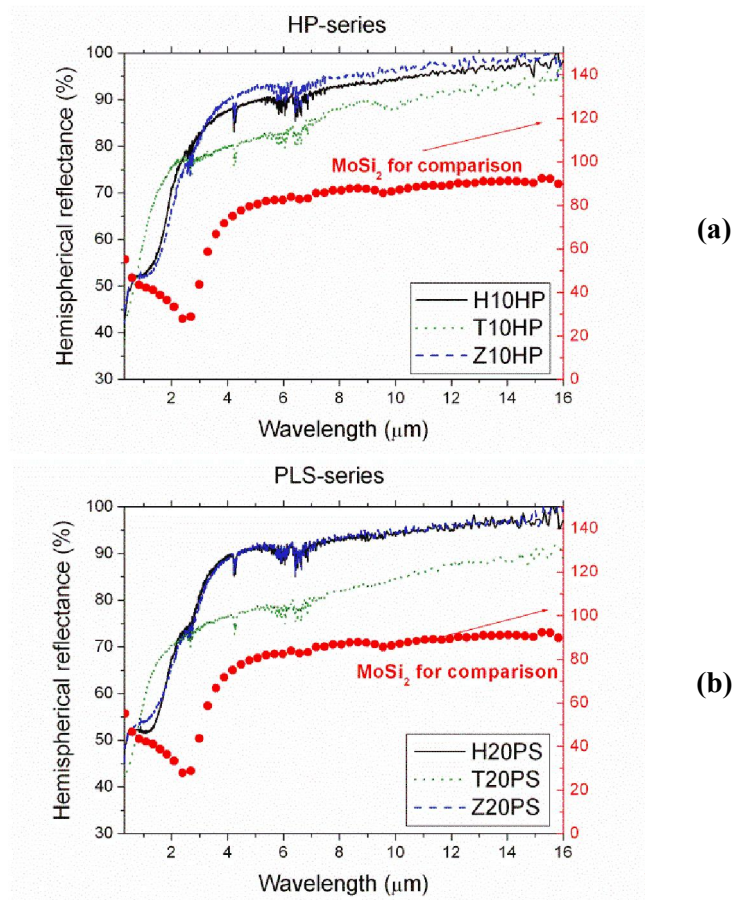 HP-series
100
90
80
70
60
50
40
30
Hemispherical reflectance (%)
140
120
100
80
60
40
20
0
MoSi2 for comparison
H10HP
T10HP
Z10HP
2 4 6 8 10 12 14 16
Wavelength (μm)
(a)
PLS-series
100
90
80
70
60
50
40
30
Hemispherical reflectance (%)
140
120
100
80
60
40
20
0
MoSi2 for comparison
H20PS
T20PS
Z20PS
2 4 6 8 10 12 14 16
Wavelength (μm)
(b)